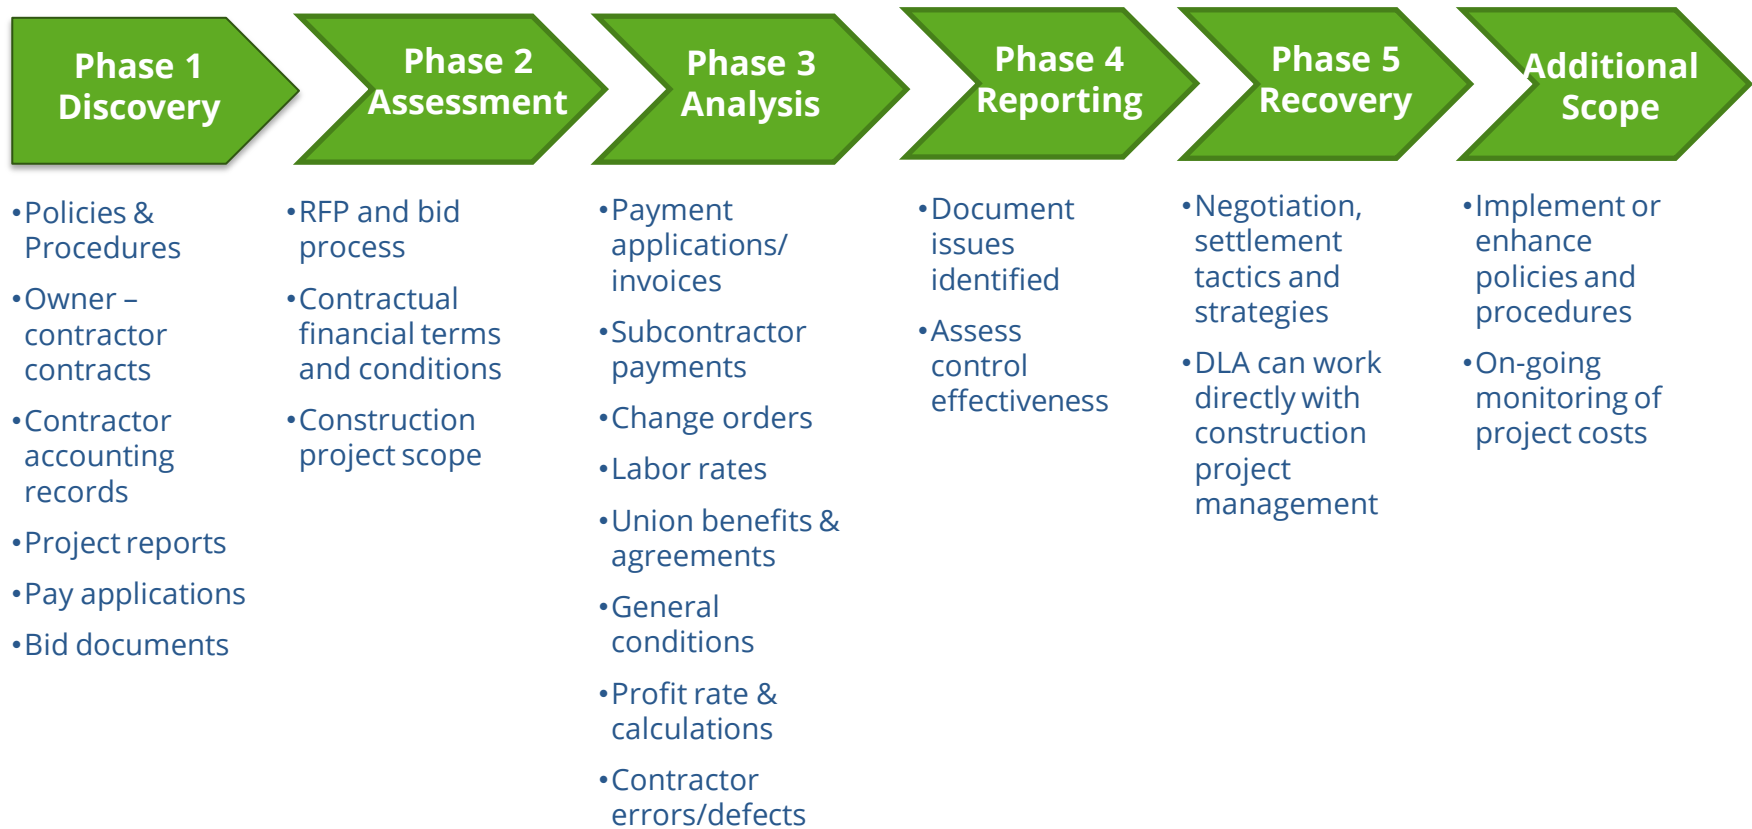 Phase 1
Discovery
•Policies &
Procedures
•Owner –
contractor
contracts
•Contractor
accounting
records
•Project reports
•Pay applications
•Bid documents
Phase 2
Assessment
•RFP and bid
process
•Contractual
financial terms
and conditions
•Construction
project scope
Phase 3
Analysis
•Payment
applications/
invoices
•Subcontractor
payments
•Change orders
•Labor rates
•Union benefits &
agreements
•General
conditions
•Profit rate &
calculations
•Contractor
errors/defects
Phase 4
Reporting
•Document
issues
identified
•Assess
control
effectiveness
Phase 5
Recovery
•Negotiation,
settlement
tactics and
strategies
•DLA can work
directly with
construction
project
management
Additional
Scope
•Implement or
enhance
policies and
procedures
•On-going
monitoring of
project costs